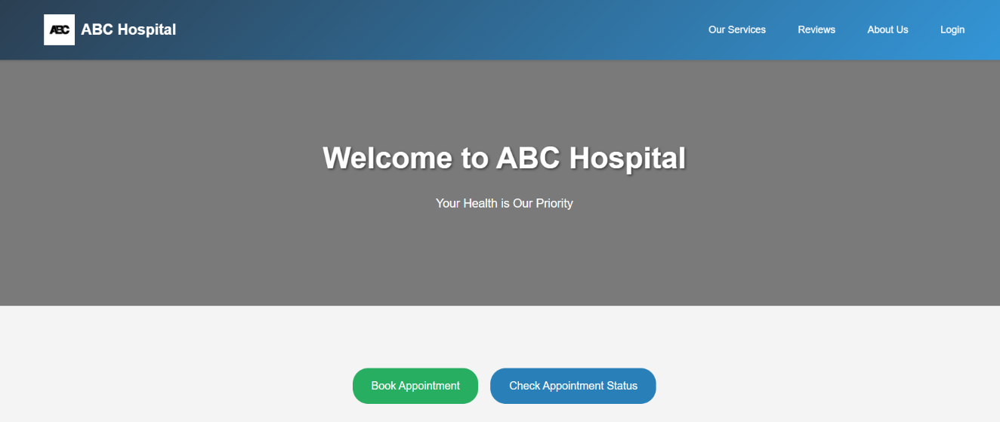 ABC ABC Hospital Our Services Reviews About Us Login
Welcome to ABC Hospital
Your Health is Our Priority
Book Appointment Check Appointment Status